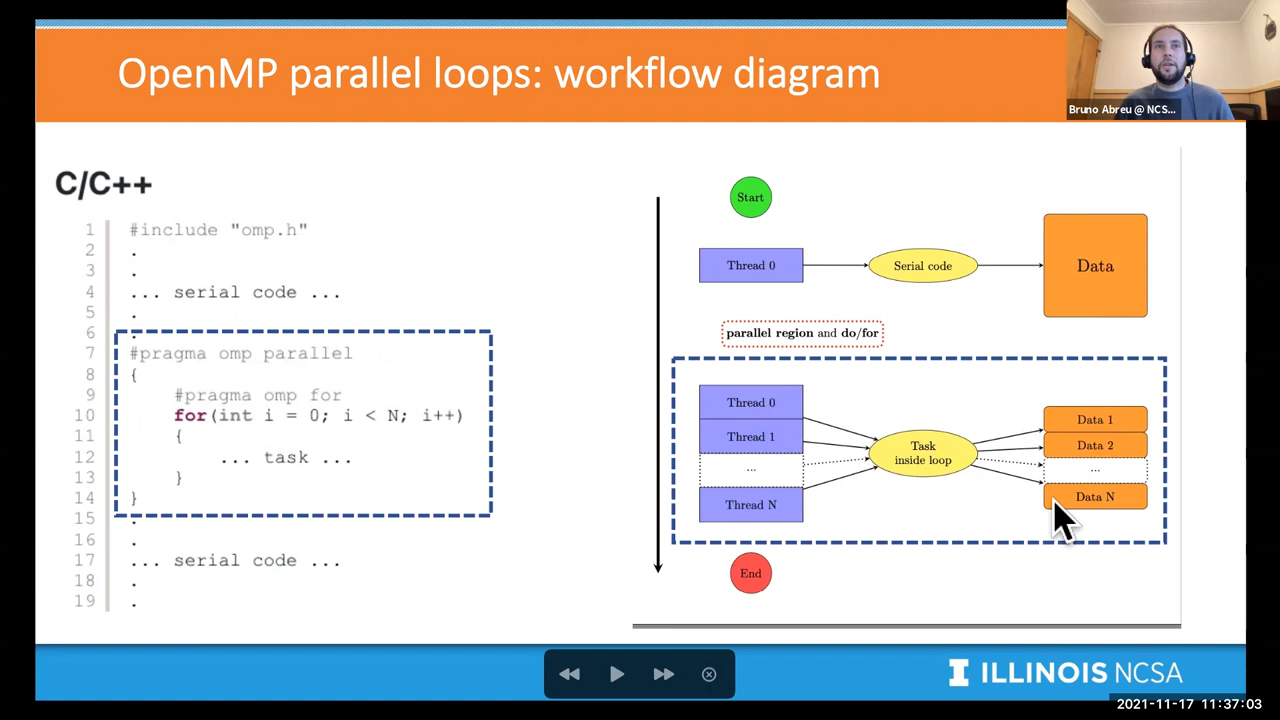 OpenMP parallel loops: workflow diagram
Bruno Abreu @ NCS...
C/C++
1 #include "omp.h"
2 .
3 .
4 ... serial code ...
5 .
6 .
7 #pragma omp parallel
8 {
9 #pragma omp for
10 for(int i = 0; i < N; i++)
11 {
12 ... task ...
13 }
14 }
15 .
16 .
17 ... serial code ...
18 .
19 .
Start
Thread 0
Serial code
Data
parallel region and do/for
Thread 0
Thread 1
...
Thread N
Task
inside loop
Data 1
Data 2
...
Data N
End
ILLINOIS NCSA
2021-11-17 11:37:03